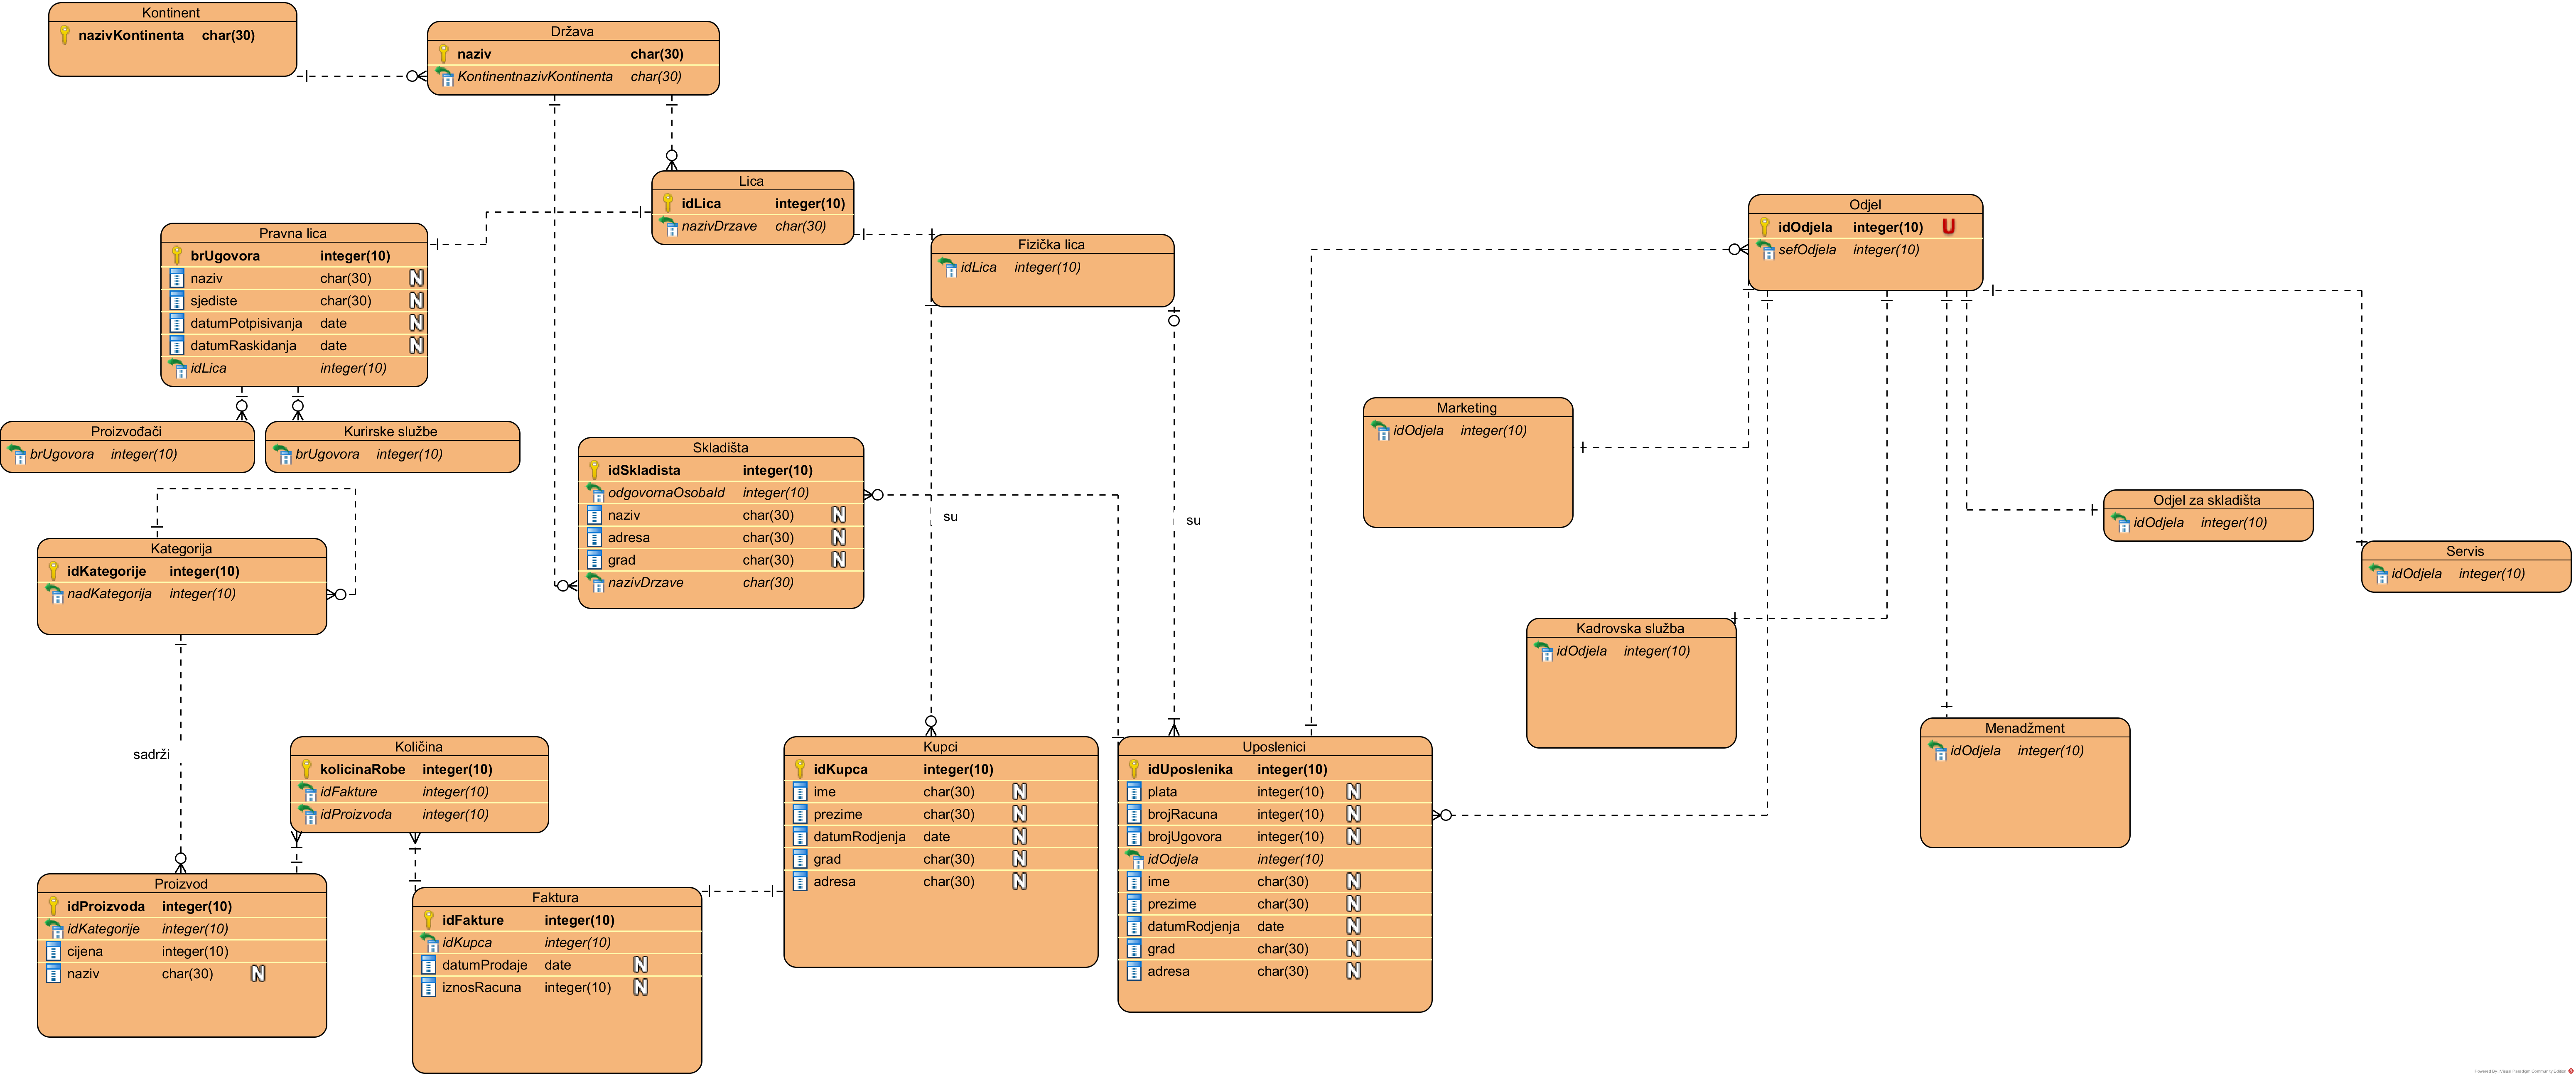 Kontinent
nazivKontinenta char(30)
Država
naziv char(30)
KontinentnazivKontinenta char(30)
Lica
idLica integer(10)
nazivDrzave char(30)
Pravna lica
brUgovora integer(10)
naziv char(30) N
sjediste char(30) N
datumPotpisivanja date N
datumRaskidanja date N
idLica integer(10)
Fizička lica
idLica integer(10)
Odjel
idOdjela integer(10) U
sefOdjela integer(10)
Proizvođači
brUgovora integer(10)
Kurirske službe
brUgovora integer(10)
Skladišta
idSkladista integer(10)
odgovornaOsobaId integer(10)
naziv char(30) N
adresa char(30) N
grad char(30) N
nazivDrzave char(30)
su
su
Marketing
idOdjela integer(10)
Odjel za skladišta
idOdjela integer(10)
Servis
idOdjela integer(10)
Kategorija
idKategorije integer(10)
nadKategorija integer(10)
Kadrovska služba
idOdjela integer(10)
Menadžment
idOdjela integer(10)
sadrži
Količina
kolicinaRobe integer(10)
idFakture integer(10)
idProizvoda integer(10)
Kupci
idKupca integer(10)
ime char(30) N
prezime char(30) N
datumRodjenja date N
grad char(30) N
adresa char(30) N
Uposlenici
idUposlenika integer(10)
plata integer(10) N
brojRacuna integer(10) N
brojUgovora integer(10) N
idOdjela integer(10)
ime char(30) N
prezime char(30) N
datumRodjenja date N
grad char(30) N
adresa char(30) N
Proizvod
idProizvoda integer(10)
idKategorije integer(10)
cijena integer(10)
naziv char(30) N
Faktura
idFakture integer(10)
idKupca integer(10)
datumProdaje date N
iznosRacuna integer(10) N
Powered By Visual Paradigm Community Edition